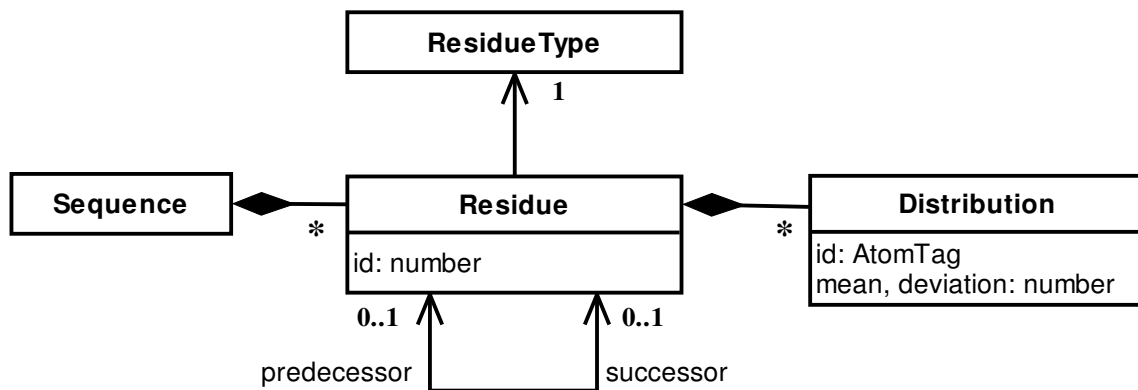 ResidueType
1
Sequence
*
Residue
id: number
*
Distribution
id: AtomTag
mean, deviation: number
0..1
0..1
predecessor
successor